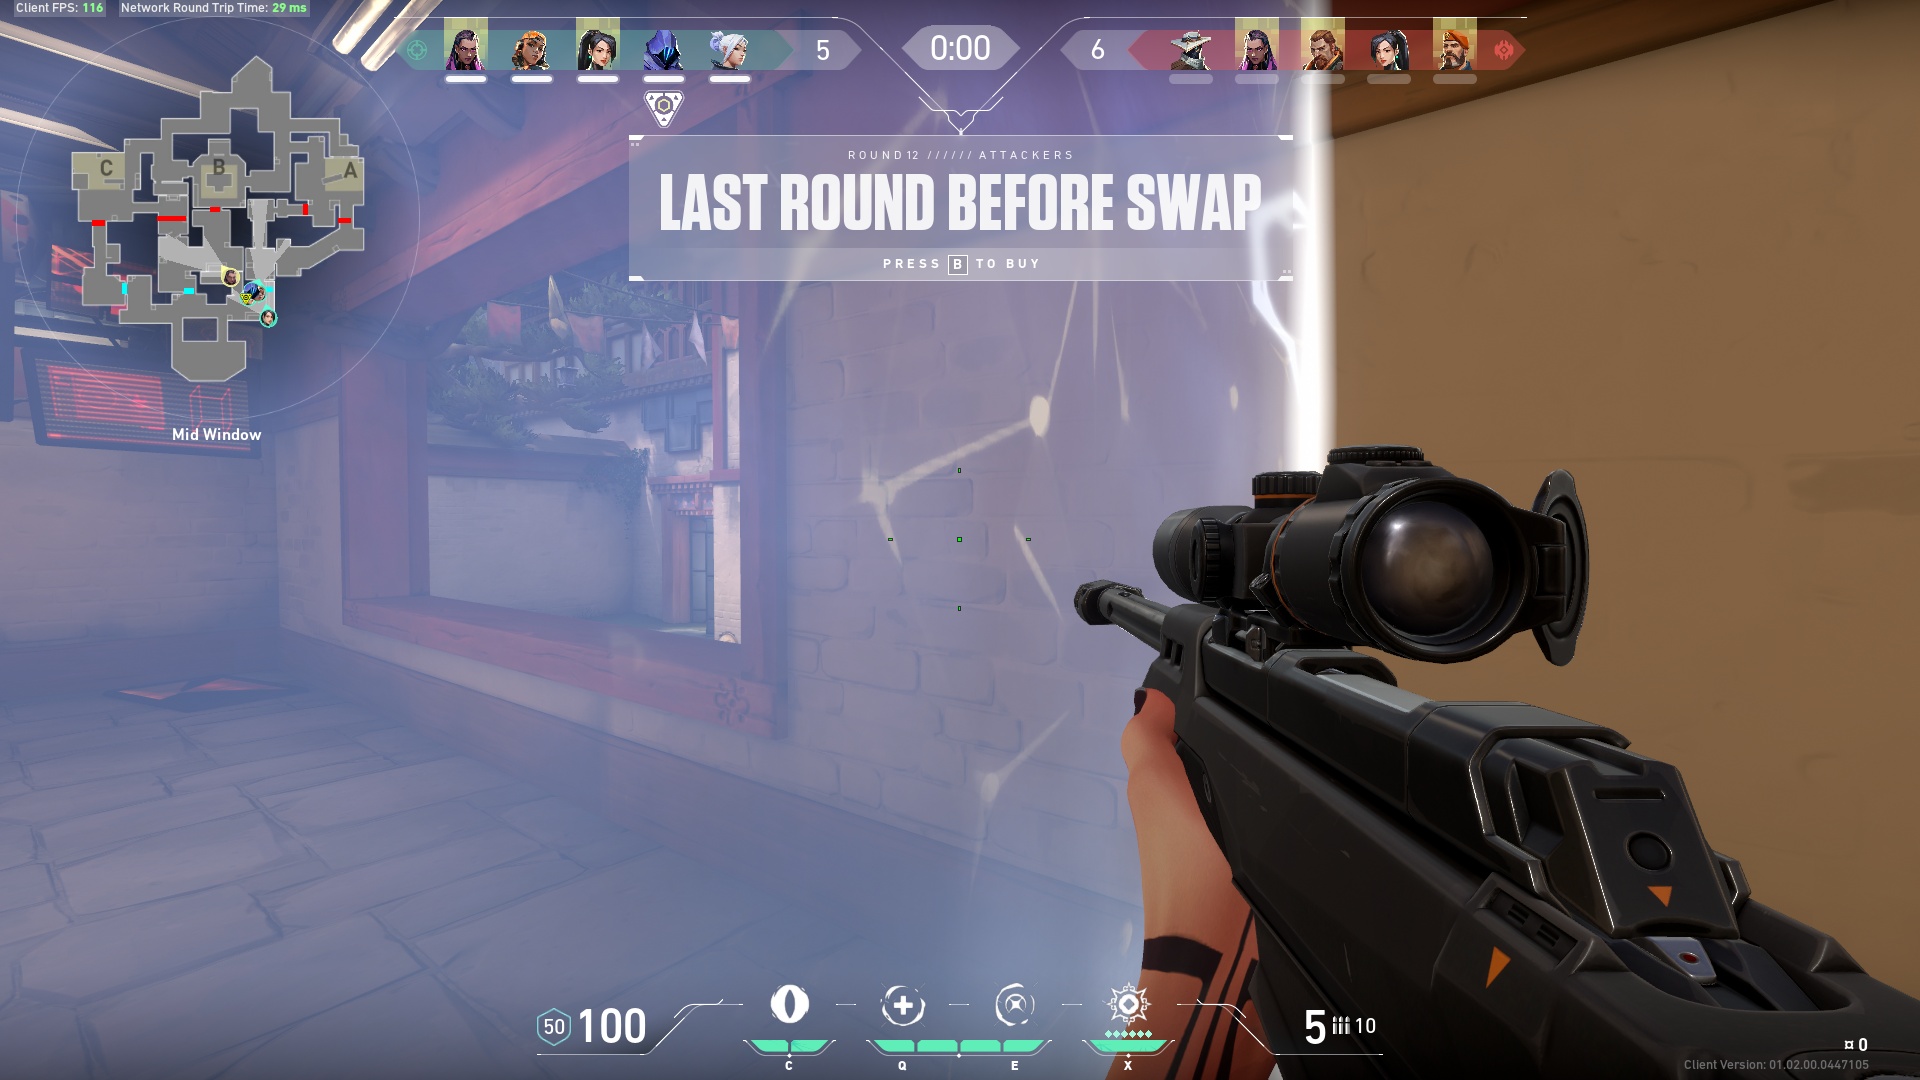 Client FPS: 116 Network Round Trip Time: 29 ms
5 0:00 6
C B A
ROUND 12 ////// ATTACKERS
LAST ROUND BEFORE SWAP
PRESS B TO BUY
Mid Window
50 100
5 10
C Q E X
¤ 0
Client Version: 01.02.00.0447105